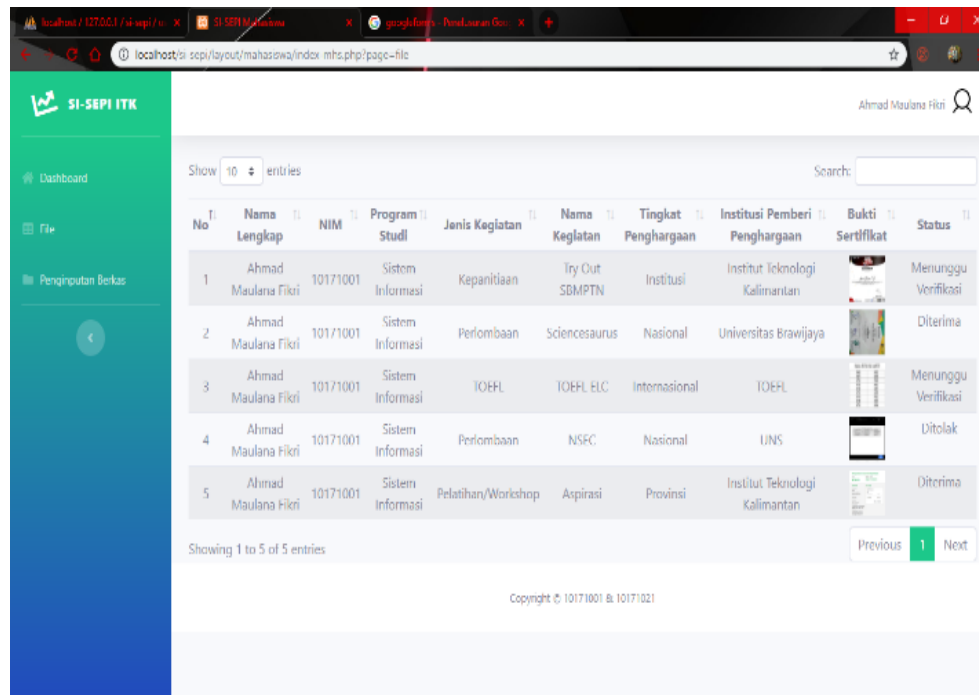 localhost / 127.0.0.1 / si-sepi / u
SI-SEPI Mahasiswa
googleforms - Penelusuran Goo
localhost/si-sepi/layout/mahasiswa/index-mhs.php?page=file
SI-SEPI ITK
Ahmad Maulana Fikri
Dashboard
File
Penginputan Berkas
Show 10 entries
Search:
No Nama Lengkap NIM Program Studi Jenis Kegiatan Nama Kegiatan Tingkat Penghargaan Institusi Pemberi Penghargaan Bukti Sertifikat Status
1 Ahmad Maulana Fikri 10171001 Sistem Informasi Kepanitiaan Try Out SBMPTN Institusi Institut Teknologi Kalimantan Menunggu Verifikasi
2 Ahmad Maulana Fikri 10171001 Sistem Informasi Perlombaan Sciencesaurus Nasional Universitas Brawijaya Diterima
3 Ahmad Maulana Fikri 10171001 Sistem Informasi TOEFL TOEFL ELC Internasional TOEFL Menunggu Verifikasi
4 Ahmad Maulana Fikri 10171001 Sistem Informasi Perlombaan NSEC Nasional UNS Ditolak
5 Ahmad Maulana Fikri 10171001 Sistem Informasi Pelatihan/Workshop Aspirasi Provinsi Institut Teknologi Kalimantan Diterima
Showing 1 to 5 of 5 entries
Previous 1 Next
Copyright © 10171001 & 10171021